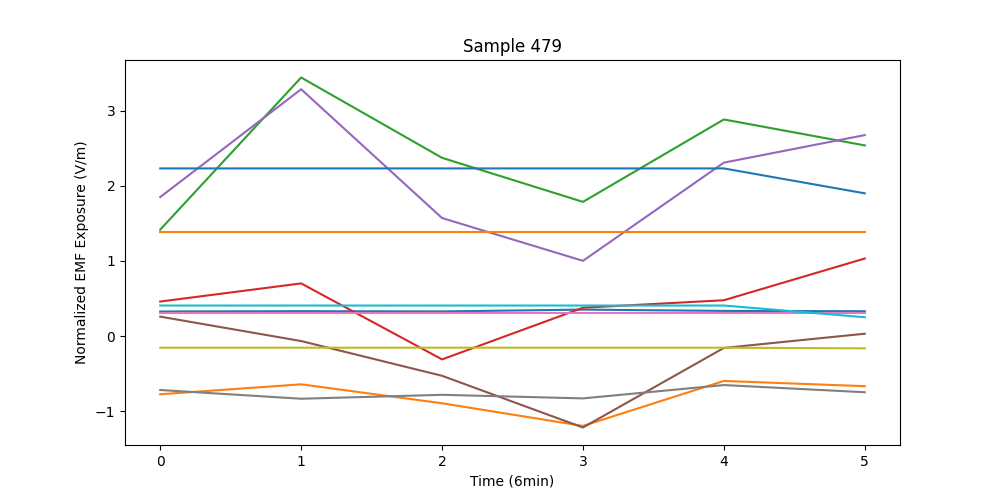 Sample 479
Normalized EMF Exposure (V/m)
3
2
1
0
−1
0 1 2 3 4 5
Time (6min)